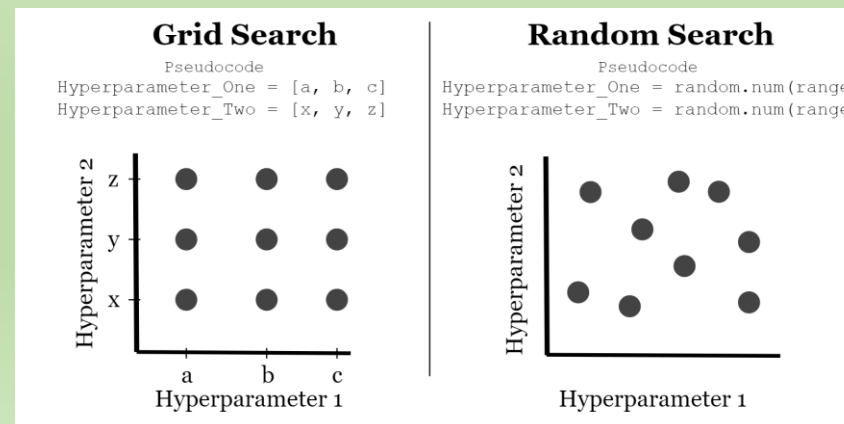 Grid Search
Pseudocode
Hyperparameter_One = [a, b, c]
Hyperparameter_Two = [x, y, z]
Hyperparameter 2
z
y
x
a b c
Hyperparameter 1
Random Search
Pseudocode
Hyperparameter_One = random.num(range
Hyperparameter_Two = random.num(range
Hyperparameter 2
Hyperparameter 1